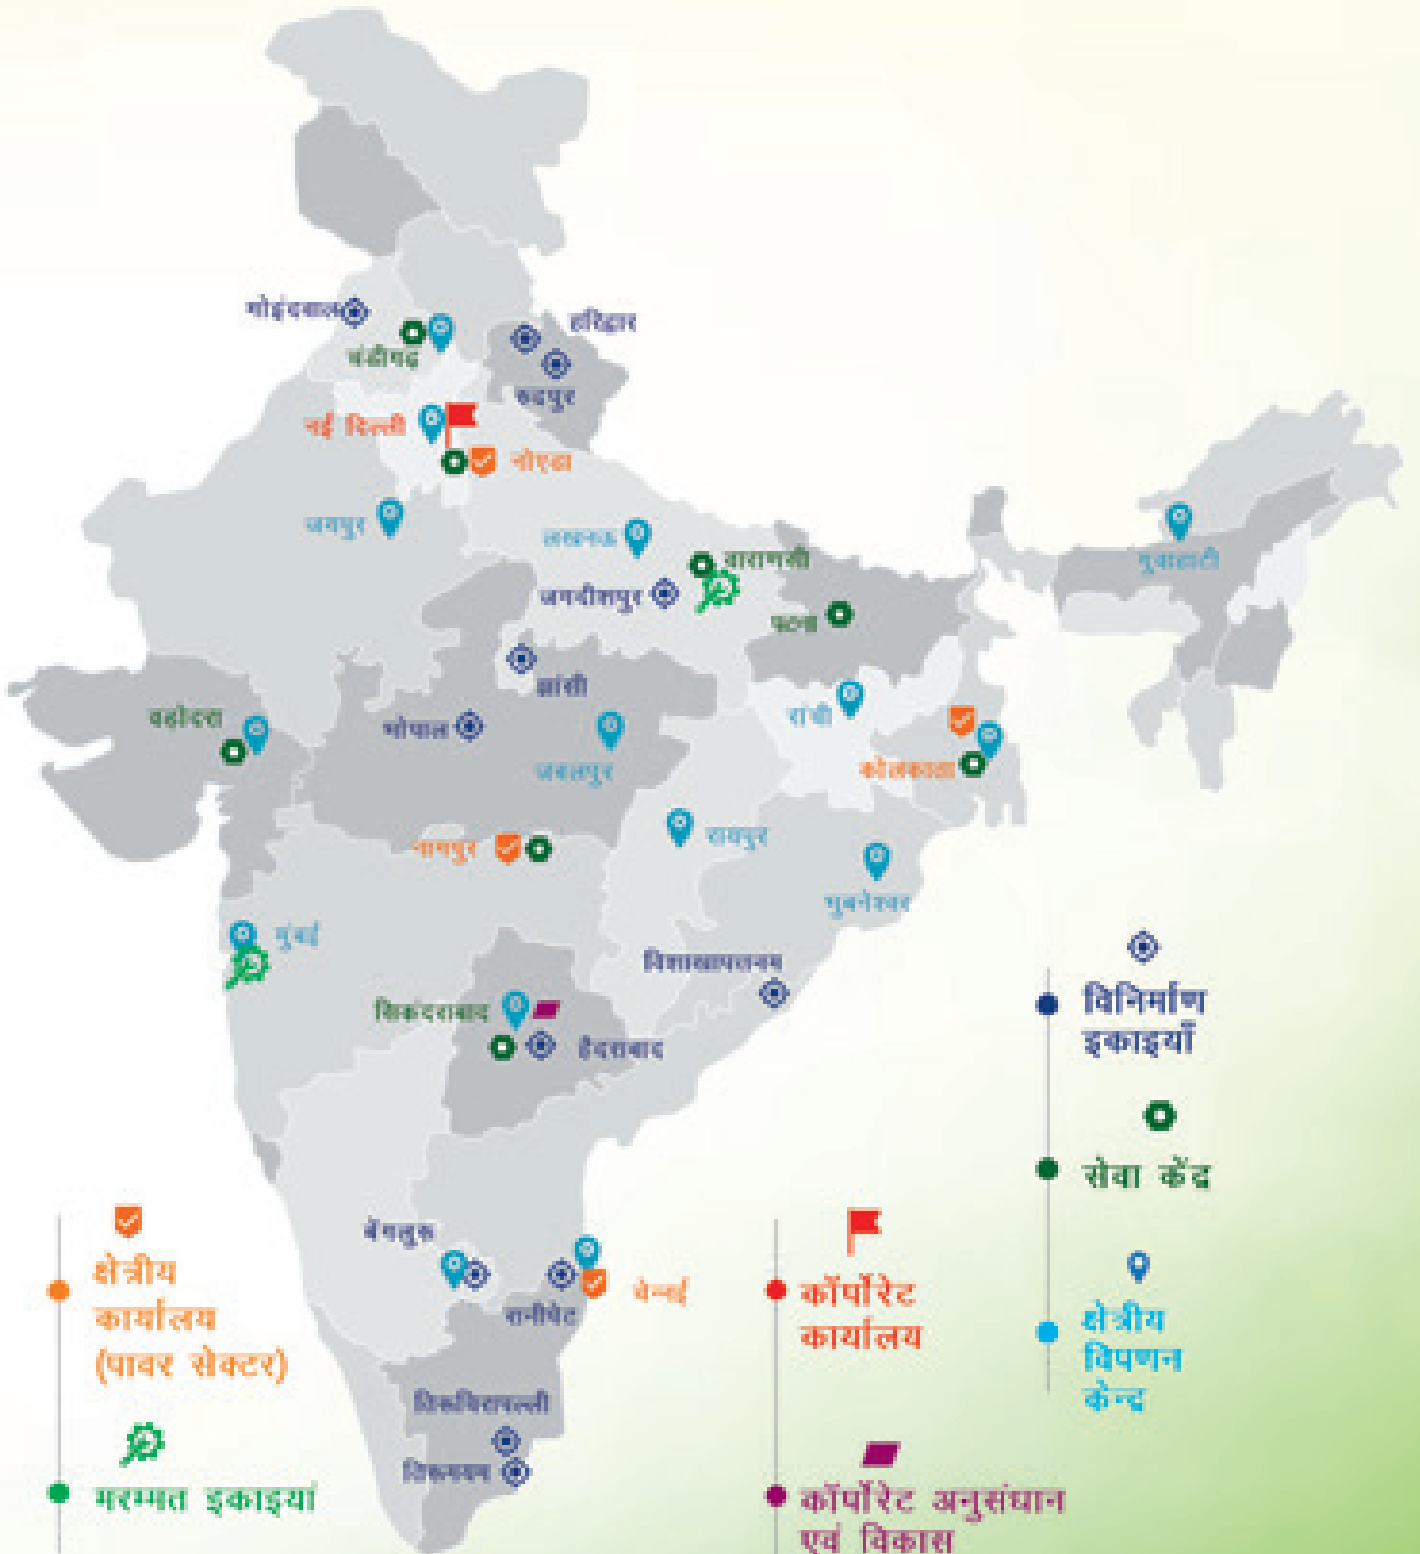 गोइंदवाल
हरिद्वार
चंडीगढ़
रुद्रपुर
नई दिल्ली
नोएडा
जयपुर
लखनऊ
वाराणसी
गुवाहाटी
जगदीशपुर
पटना
झांसी
वड़ोदरा
भोपाल
रांची
जबलपुर
कोलकाता
नागपुर
रायपुर
भुबनेश्वर
मुंबई
विशाखापत्तनम
सिकंदराबाद
हैदराबाद
विनिर्माण
इकाइयाँ
सेवा केंद्र
बेंगलुरु
रानीपेट
चेन्नई
क्षेत्रीय
कार्यालय
(पावर सेक्टर)
कॉर्पोरेट
कार्यालय
क्षेत्रीय
विपणन
केन्द्र
तिरूचिरापल्ली
तिरूमयम
मरम्मत इकाइयां
कॉर्पोरेट अनुसंधान
एवं विकास